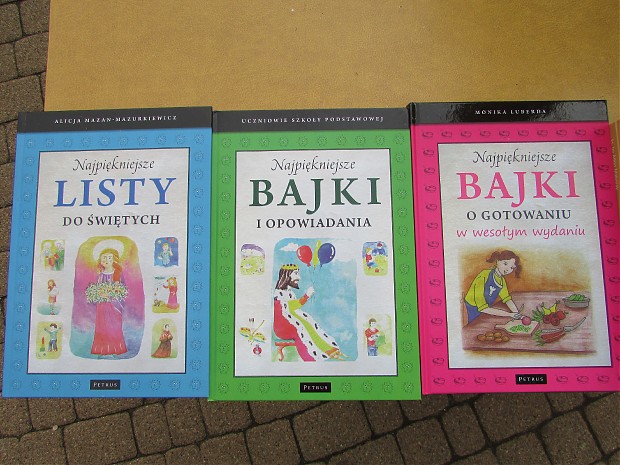 ALICJA MAZAN-MAZURKIEWICZ
Najpiękniejsze
LISTY
DO ŚWIĘTYCH
PETRUS
UCZNIOWIE SZKOŁY PODSTAWOWEJ
Najpiękniejsze
BAJKI
I OPOWIADANIA
PETRUS
MONIKA LUBERDA
Najpiękniejsze
BAJKI
O GOTOWANIU
w wesołym wydaniu
PETRUS